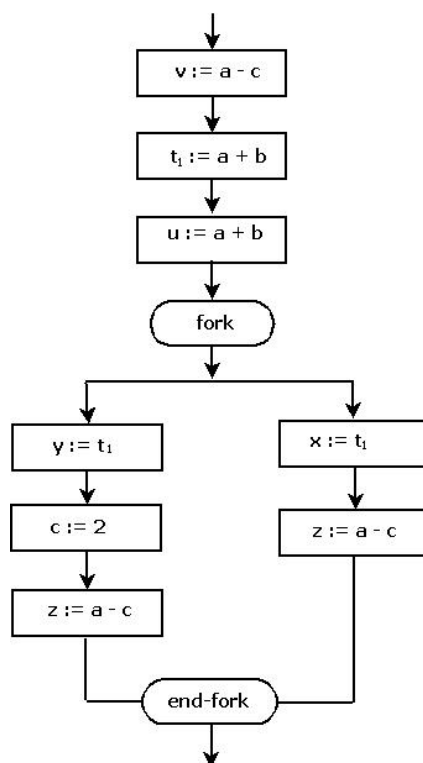 v := a - c
t₁ := a + b
u := a + b
fork
y := t₁
c := 2
z := a - c
x := t₁
z := a - c
end-fork